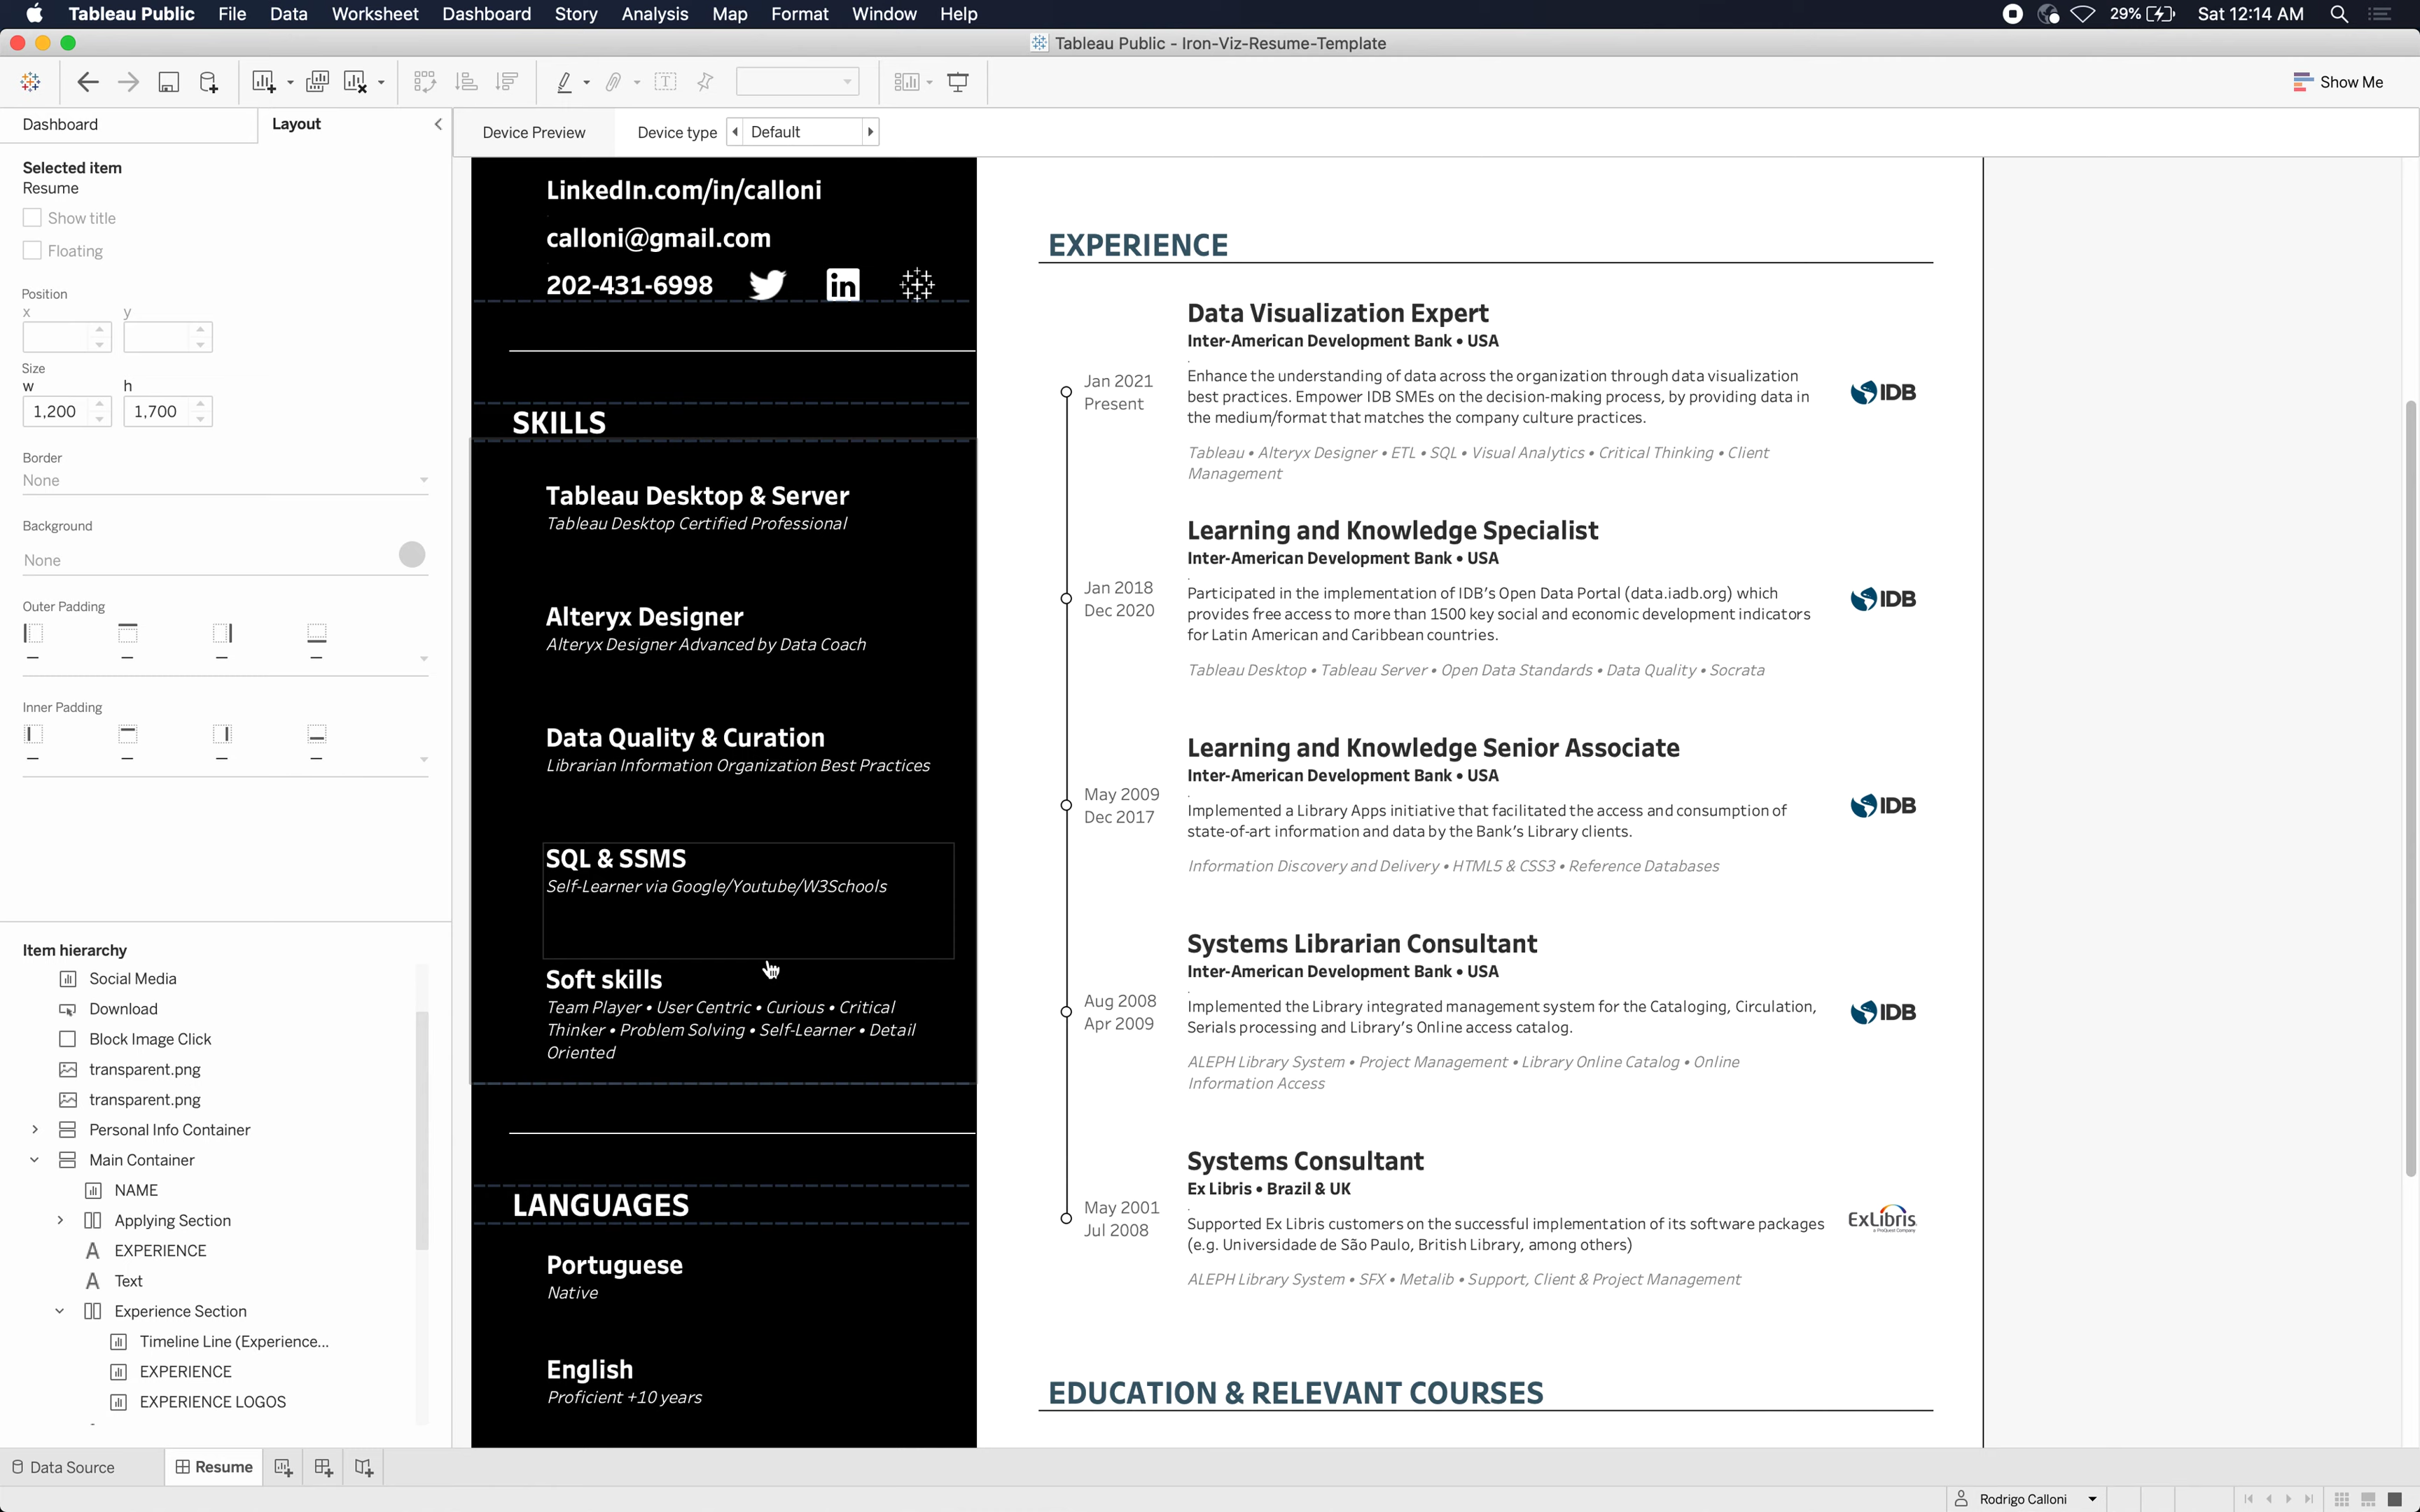 Tableau Public File Data Worksheet Dashboard Story Analysis Map Format Window Help 29% Sat 12:14 AM
Tableau Public - Iron-Viz-Resume-Template
Show Me
Dashboard Layout
Device Preview Device type Default
Selected item
Resume
Show title
Floating
Position
x y
Size
w h
1,200 1,700
Border
None
Background
None
Outer Padding
Inner Padding
Item hierarchy
Social Media
Download
Block Image Click
transparent.png
transparent.png
Personal Info Container
Main Container
NAME
Applying Section
A EXPERIENCE
A Text
Experience Section
Timeline Line (Experience...
EXPERIENCE
EXPERIENCE LOGOS
LinkedIn.com/in/calloni
calloni@gmail.com
202-431-6998 in
SKILLS
Tableau Desktop & Server
Tableau Desktop Certified Professional
Alteryx Designer
Alteryx Designer Advanced by Data Coach
Data Quality & Curation
Librarian Information Organization Best Practices
SQL & SSMS
Self-Learner via Google/Youtube/W3Schools
Soft skills
Team Player • User Centric • Curious • Critical
Thinker • Problem Solving • Self-Learner • Detail
Oriented
LANGUAGES
Portuguese
Native
English
Proficient +10 years
EXPERIENCE
Data Visualization Expert
Inter-American Development Bank • USA
Jan 2021
Present
Enhance the understanding of data across the organization through data visualization
best practices. Empower IDB SMEs on the decision-making process, by providing data in
the medium/format that matches the company culture practices.
IDB
Tableau • Alteryx Designer • ETL • SQL • Visual Analytics • Critical Thinking • Client
Management
Learning and Knowledge Specialist
Inter-American Development Bank • USA
Jan 2018
Dec 2020
Participated in the implementation of IDB's Open Data Portal (data.iadb.org) which
provides free access to more than 1500 key social and economic development indicators
for Latin American and Caribbean countries.
IDB
Tableau Desktop • Tableau Server • Open Data Standards • Data Quality • Socrata
Learning and Knowledge Senior Associate
Inter-American Development Bank • USA
May 2009
Dec 2017
Implemented a Library Apps initiative that facilitated the access and consumption of
state-of-art information and data by the Bank's Library clients.
IDB
Information Discovery and Delivery • HTML5 & CSS3 • Reference Databases
Systems Librarian Consultant
Inter-American Development Bank • USA
Aug 2008
Apr 2009
Implemented the Library integrated management system for the Cataloging, Circulation,
Serials processing and Library's Online access catalog.
IDB
ALEPH Library System • Project Management • Library Online Catalog • Online
Information Access
Systems Consultant
Ex Libris • Brazil & UK
May 2001
Jul 2008
Supported Ex Libris customers on the successful implementation of its software packages
(e.g. Universidade de São Paulo, British Library, among others)
ExLibris
a ProQuest Company
ALEPH Library System • SFX • Metalib • Support, Client & Project Management
EDUCATION & RELEVANT COURSES
Data Source Resume
Rodrigo Calloni